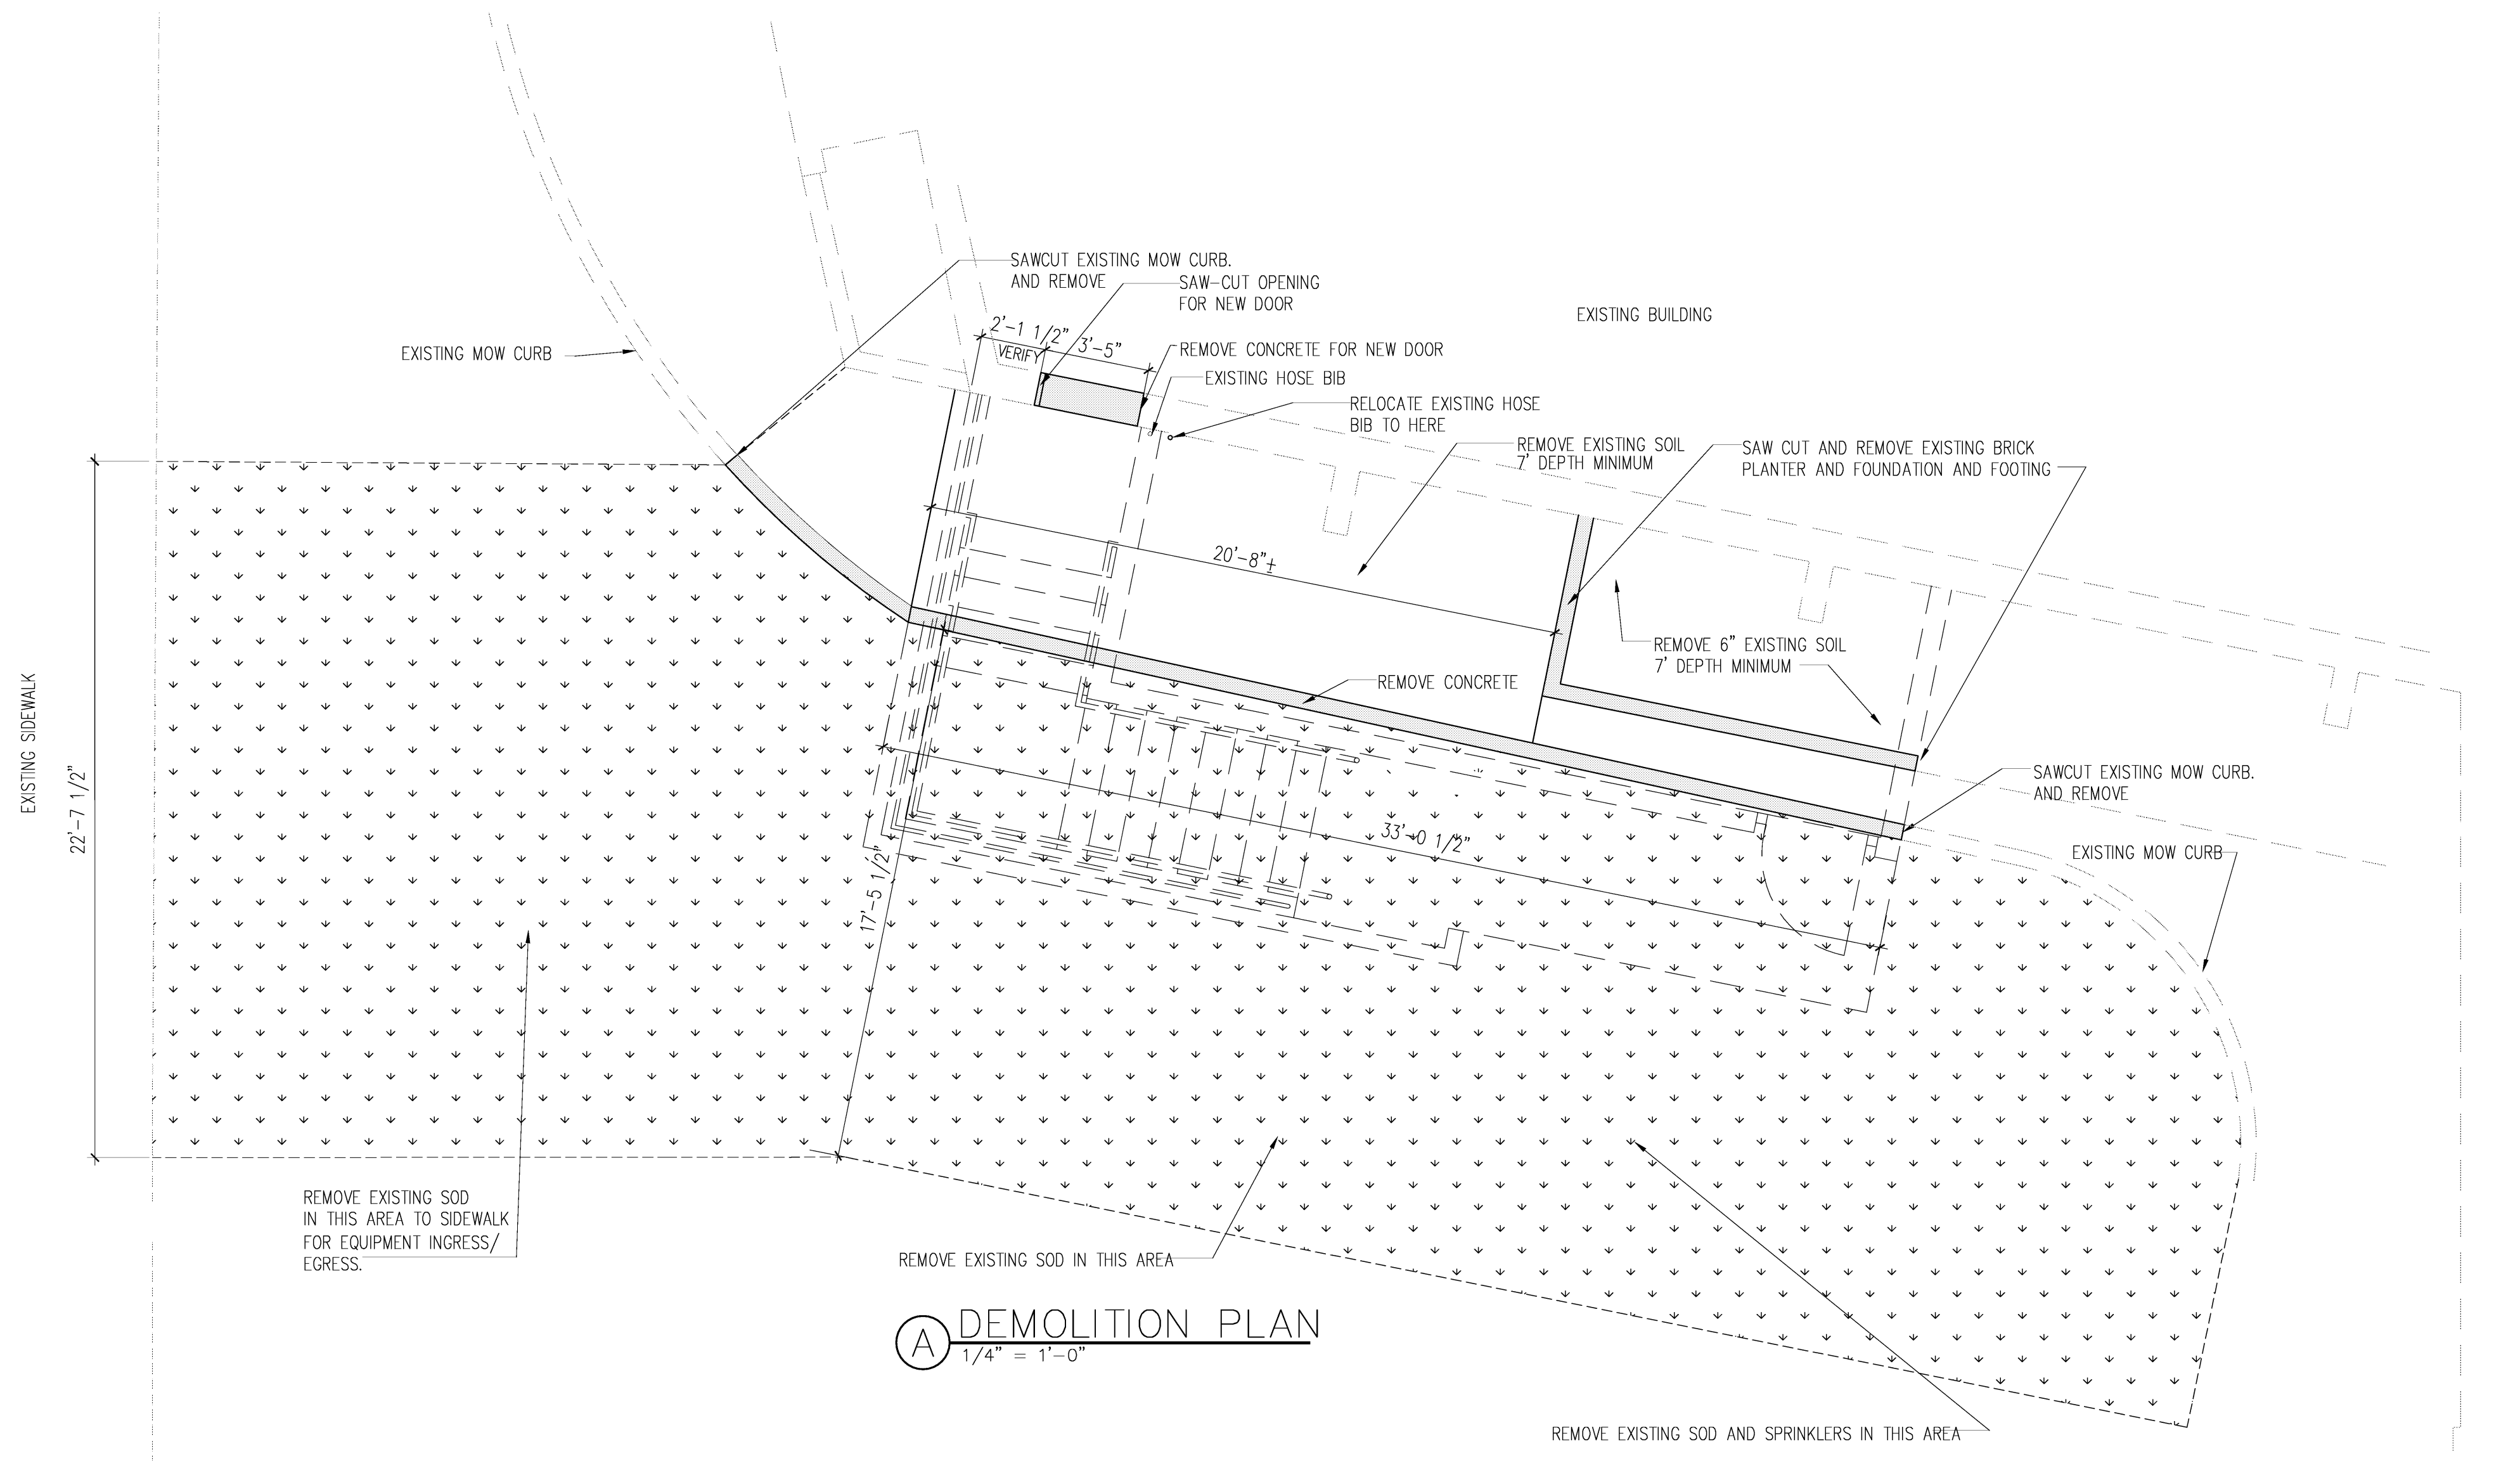 SAWCUT EXISTING MOW CURB.
AND REMOVE
SAW-CUT OPENING
FOR NEW DOOR
EXISTING BUILDING
2'-1 1/2"
VERIFY
3'-5"
EXISTING MOW CURB
REMOVE CONCRETE FOR NEW DOOR
EXISTING HOSE BIB
RELOCATE EXISTING HOSE
BIB TO HERE
REMOVE EXISTING SOIL
7' DEPTH MINIMUM
SAW CUT AND REMOVE EXISTING BRICK
PLANTER AND FOUNDATION AND FOOTING
20'-8"±
REMOVE 6" EXISTING SOIL
7' DEPTH MINIMUM
REMOVE CONCRETE
EXISTING SIDEWALK
22'-7 1/2"
SAWCUT EXISTING MOW CURB.
AND REMOVE
33'-0 1/2"
EXISTING MOW CURB
17'-5 1/2"
REMOVE EXISTING SOD
IN THIS AREA TO SIDEWALK
FOR EQUIPMENT INGRESS/
EGRESS.
REMOVE EXISTING SOD IN THIS AREA
A
DEMOLITION PLAN
1/4" = 1'-0"
REMOVE EXISTING SOD AND SPRINKLERS IN THIS AREA